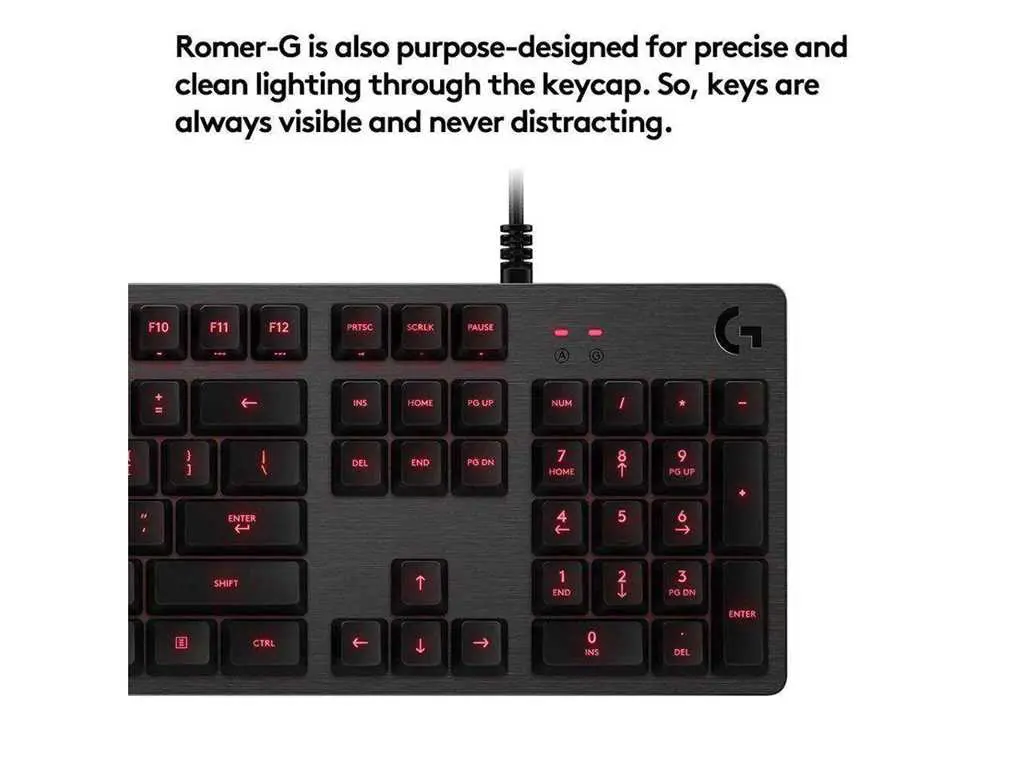 Romer-G is also purpose-designed for precise and
clean lighting through the keycap. So, keys are
always visible and never distracting.
F10 F11 F12 PRTSC SCRLK PAUSE
A G
G
+ = ← INS HOME PG UP NUM / * -
{ [ } ] | \ DEL END PG DN 7 HOME 8 ↑ 9 PG UP +
" ' ENTER ↵ 4 ← 5 6 →
SHIFT ↑ 1 END 2 ↓ 3 PG DN ENTER
CTRL ← ↓ → 0 INS . DEL